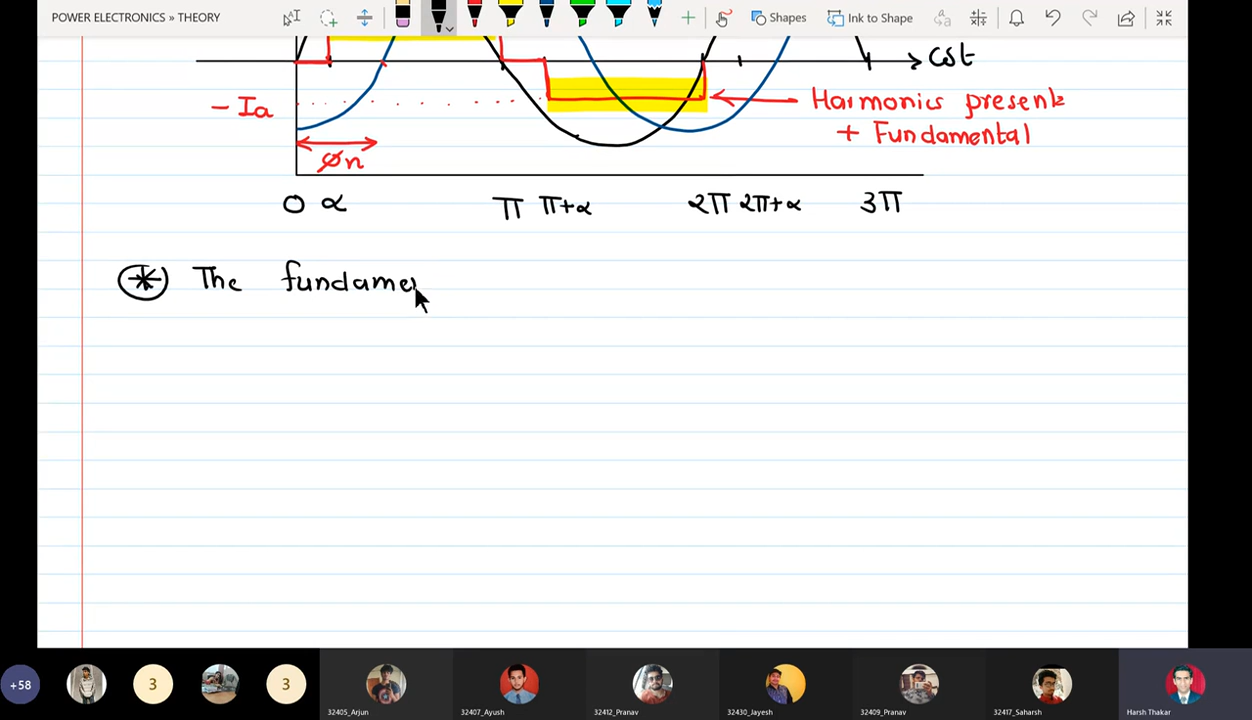 POWER ELECTRONICS » THEORY
Shapes
Ink to Shape
ωt
-Ia
Harmonics present
+ Fundamental
φn
0 α π π+α 2π 2π+α 3π
The fundame
+58
3
3
32405_Arjun
32407_Ayush
32412_Pranav
32430_Jayesh
32409_Pranav
32417_Saharsh
Harsh Thakar